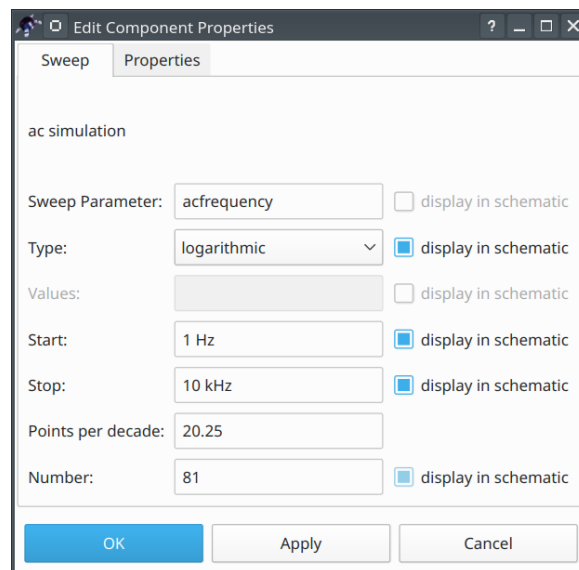 Edit Component Properties
Sweep Properties
ac simulation
Sweep Parameter: acfrequency display in schematic
Type: logarithmic display in schematic
Values: display in schematic
Start: 1 Hz display in schematic
Stop: 10 kHz display in schematic
Points per decade: 20.25
Number: 81 display in schematic
OK Apply Cancel